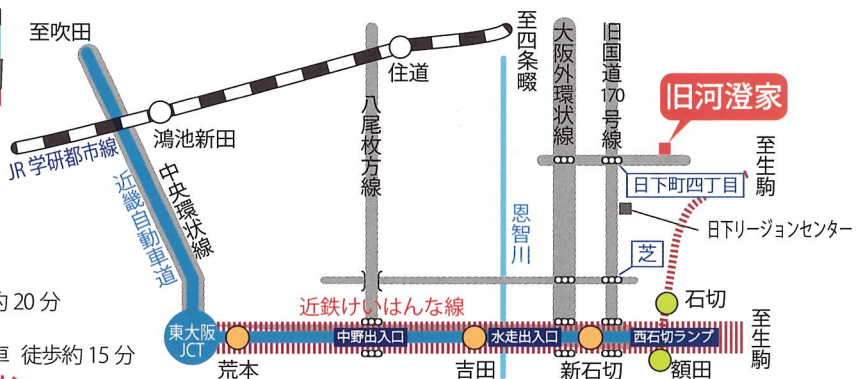 至吹田
至四条畷
大阪外環状線
旧国道170号線
住道
八尾枚方線
旧河澄家
鴻池新田
JR学研都市線
中央環状線
近畿自動車道
至生駒
日下町四丁目
恩智川
日下リージョンセンター
芝
約20分
近鉄けいはんな線
石切
東大阪
JCT
中野出入口
水走出入口
西石切ランプ
至生駒
車 徒歩約15分
荒本
吉田
新石切
額田